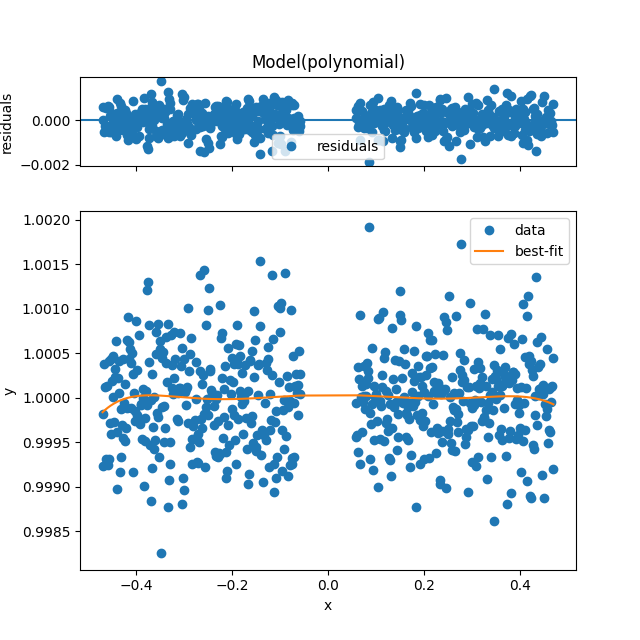 Model(polynomial)
residuals
0.000
−0.002
residuals
1.0020
1.0015
1.0010
1.0005
1.0000
0.9995
0.9990
0.9985
y
data
best-fit
−0.4
−0.2
0.0
0.2
0.4
x